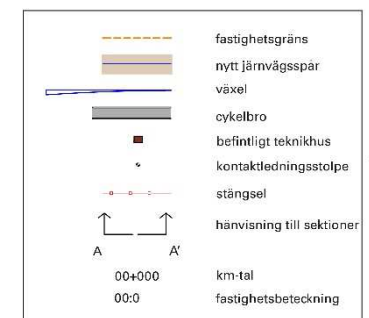 fastighetsgräns
nytt järnvägsspår
växel
cykelbro
befintligt teknikhus
kontaktledningsstolpe
stängsel
hänvisning till sektioner
A A'
00+000 km-tal
00:0 fastighetsbeteckning